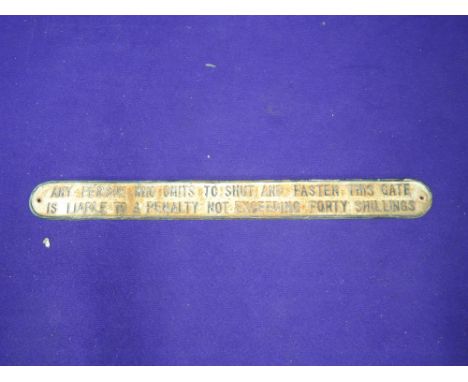 ANY PERSON WHO OMITS TO SHUT AND FASTEN THIS GATE
IS LIABLE TO A PENALTY NOT EXCEEDING FORTY SHILLINGS